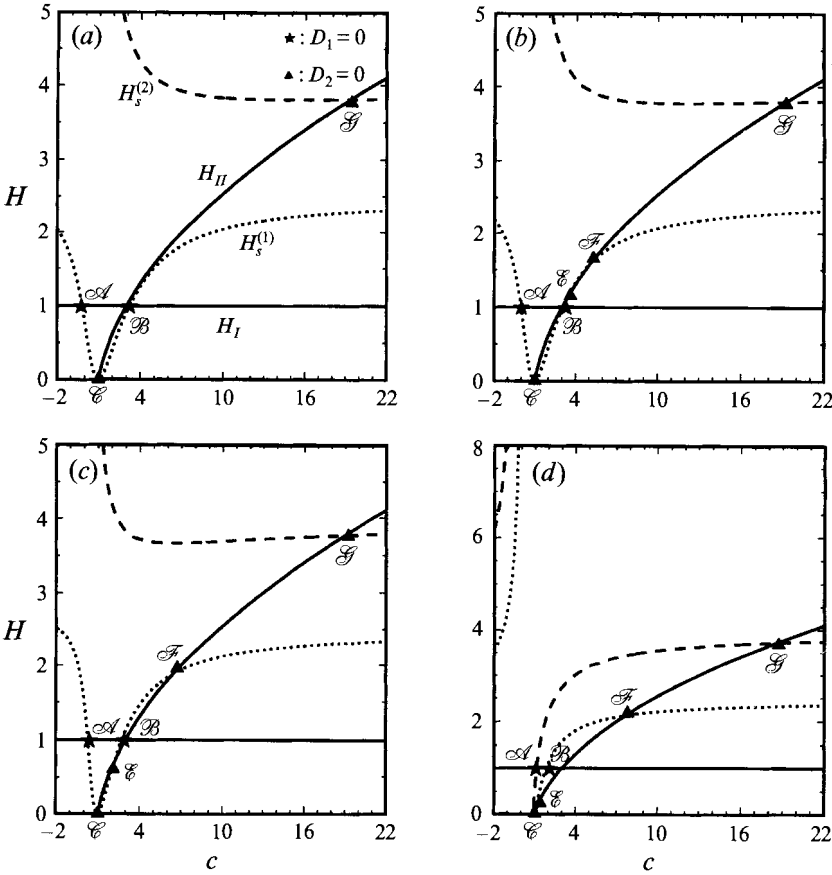 (a)
★: D₁ = 0
▲: D₂ = 0
H
5
4
3
2
1
0
Hₛ⁽²⁾
𝒢
H_II
Hₛ⁽¹⁾
𝒜
ℬ
H_I
𝒞
−2 4 10 16 22
(b)
5
4
3
2
1
0
𝒢
ℱ
ℰ
𝒜
ℬ
𝒞
−2 4 10 16 22
(c)
H
5
4
3
2
1
0
𝒢
ℱ
𝒜
ℬ
ℰ
𝒞
−2 4 10 16 22
c
(d)
8
6
4
2
0
𝒢
ℱ
𝒜
ℬ
ℰ
𝒞
−2 4 10 16 22
c